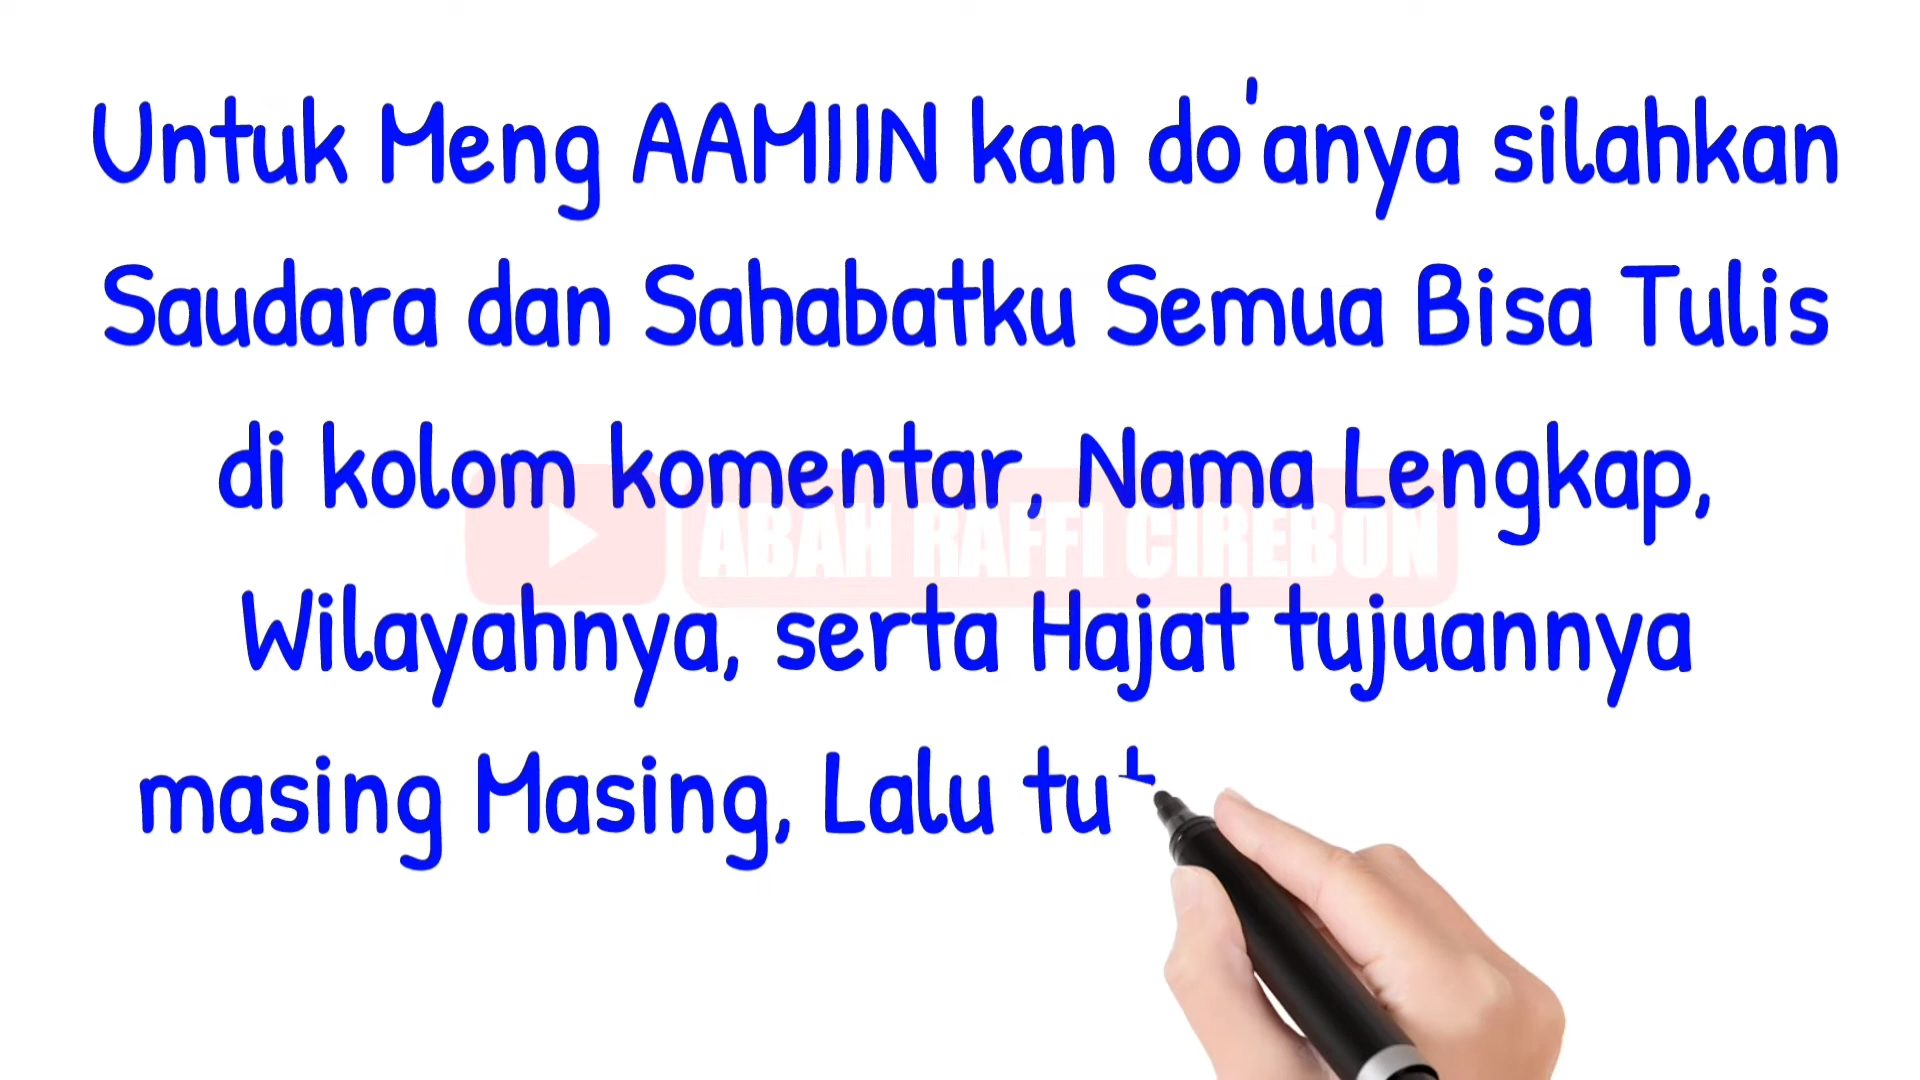 Untuk Meng AAMIIN kan do'anya silahkan
Saudara dan Sahabatku Semua Bisa Tulis
di kolom komentar, Nama Lengkap,
ABAH RAFFI CIREBON
Wilayahnya, serta Hajat tujuannya
masing Masing, Lalu